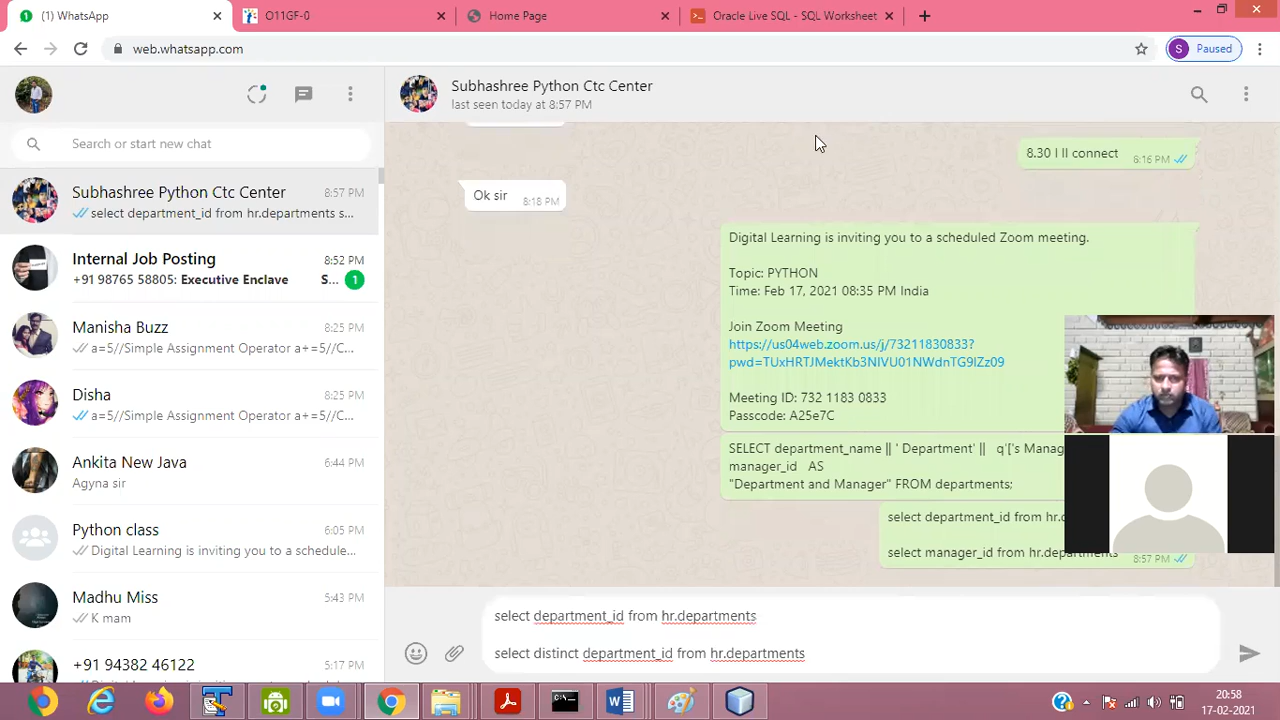 (1) WhatsApp
O11GF-0
Home Page
Oracle Live SQL - SQL Worksheet
web.whatsapp.com
S
Paused
Subhashree Python Ctc Center
last seen today at 8:57 PM
Search or start new chat
Subhashree Python Ctc Center
8:57 PM
select department_id from hr.departments s...
Internal Job Posting
8:52 PM
+91 98765 58805: Executive Enclave
S...
1
Manisha Buzz
8:25 PM
a=5//Simple Assignment Operator a+=5//C...
Disha
8:25 PM
a=5//Simple Assignment Operator a+=5//C...
Ankita New Java
6:44 PM
Agyna sir
Python class
6:05 PM
Digital Learning is inviting you to a schedule...
Madhu Miss
5:43 PM
K mam
+91 94382 46122
5:17 PM
8.30 I ll connect
8:16 PM
Ok sir
8:18 PM
Digital Learning is inviting you to a scheduled Zoom meeting.
Topic: PYTHON
Time: Feb 17, 2021 08:35 PM India
Join Zoom Meeting
https://us04web.zoom.us/j/73211830833?
pwd=TUxHRTJMektKb3NIVU01NWdnTG9IZz09
Meeting ID: 732 1183 0833
Passcode: A25e7C
SELECT department_name || ' Department' || q'['s Manag
manager_id AS
"Department and Manager" FROM departments;
select department_id from hr.
select manager_id from hr.departments
8:57 PM
select department_id from hr.departments
select distinct department_id from hr.departments
20:58
17-02-2021